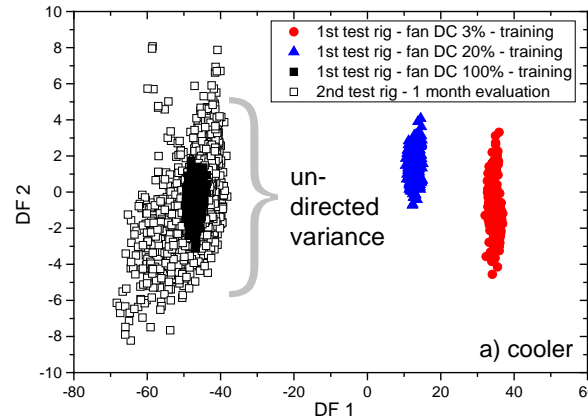 1st test rig - fan DC 3% - training
1st test rig - fan DC 20% - training
1st test rig - fan DC 100% - training
2nd test rig - 1 month evaluation
10
8
6
4
2
0
-2
-4
-6
-8
-10
DF 2
un-
directed
variance
a) cooler
-80
-60
-40
-20
0
20
40
DF 1